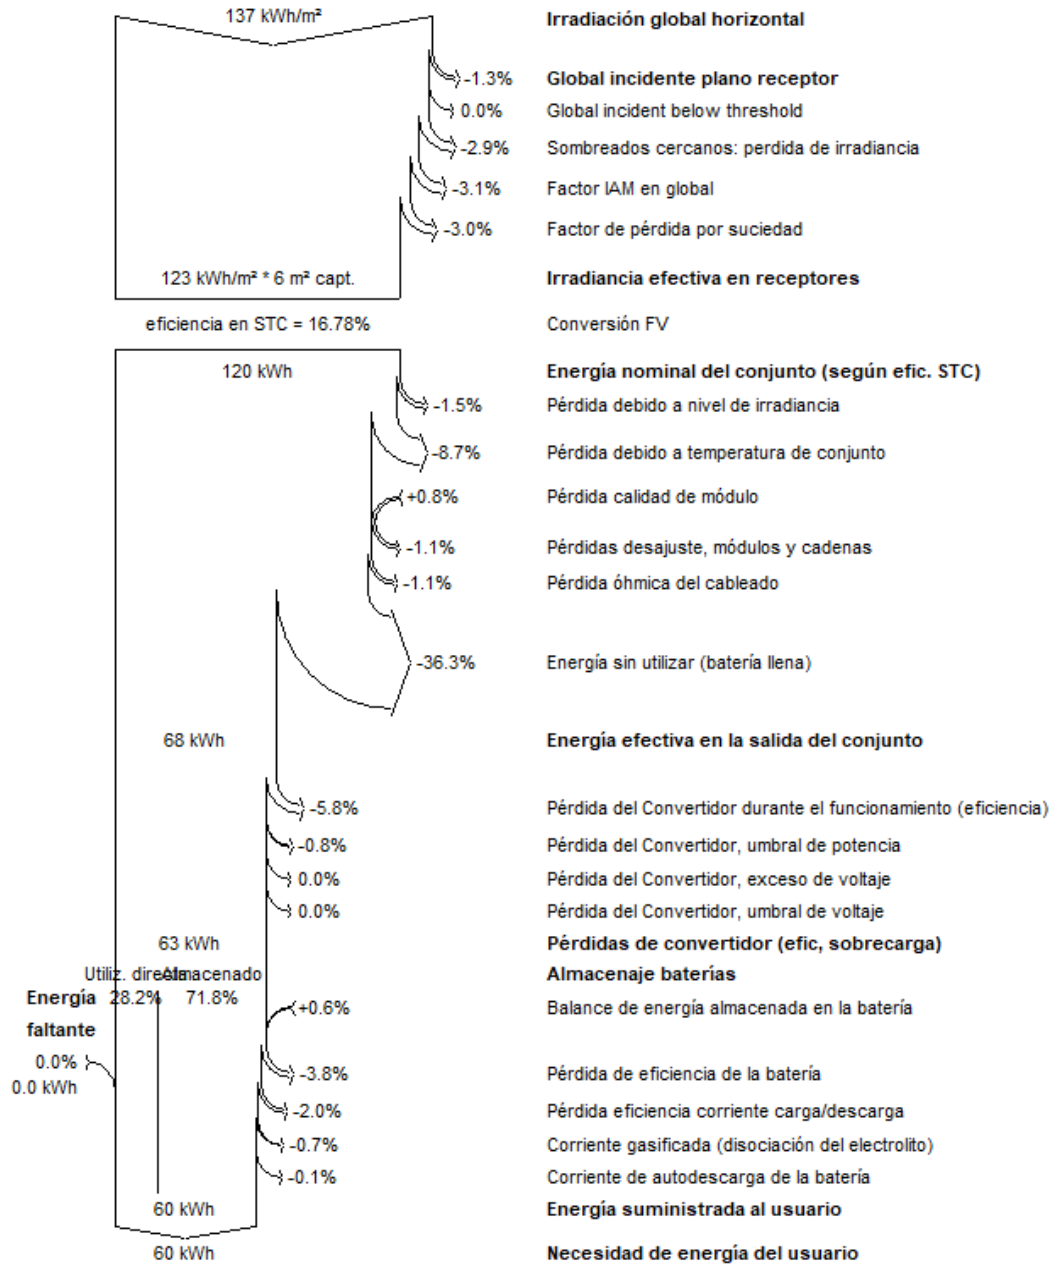 137 kWh/m² Irradiación global horizontal
-1.3% Global incidente plano receptor
0.0% Global incident below threshold
-2.9% Sombreados cercanos: perdida de irradiancia
-3.1% Factor IAM en global
-3.0% Factor de pérdida por suciedad
123 kWh/m² * 6 m² capt. Irradiancia efectiva en receptores
eficiencia en STC = 16.78% Conversión FV
120 kWh Energía nominal del conjunto (según efic. STC)
-1.5% Pérdida debido a nivel de irradiancia
-8.7% Pérdida debido a temperatura de conjunto
+0.8% Pérdida calidad de módulo
-1.1% Pérdidas desajuste, módulos y cadenas
-1.1% Pérdida óhmica del cableado
-36.3% Energía sin utilizar (batería llena)
68 kWh Energía efectiva en la salida del conjunto
-5.8% Pérdida del Convertidor durante el funcionamiento (eficiencia)
-0.8% Pérdida del Convertidor, umbral de potencia
0.0% Pérdida del Convertidor, exceso de voltaje
0.0% Pérdida del Convertidor, umbral de voltaje
63 kWh Pérdidas de convertidor (efic, sobrecarga)
Utiliz. directa Almacenado Almacenaje baterías
Energía 28.2% 71.8% +0.6% Balance de energía almacenada en la batería
faltante
0.0%
0.0 kWh
-3.8% Pérdida de eficiencia de la batería
-2.0% Pérdida eficiencia corriente carga/descarga
-0.7% Corriente gasificada (disociación del electrolito)
-0.1% Corriente de autodescarga de la batería
60 kWh Energía suministrada al usuario
60 kWh Necesidad de energía del usuario